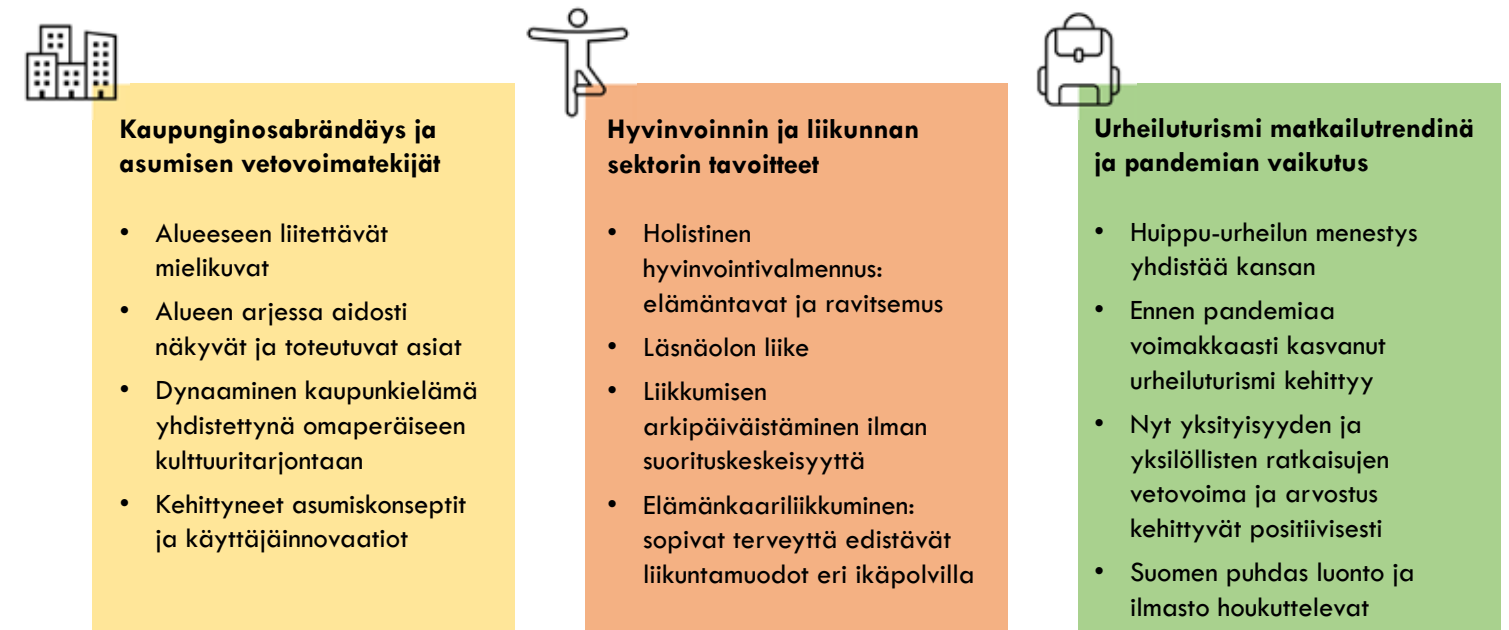 Kaupunginosabrändäys ja
asumisen vetovoimatekijät
• Alueeseen liitettävät
mielikuvat
• Alueen arjessa aidosti
näkyvät ja toteutuvat asiat
• Dynaaminen kaupunkielämä
yhdistettynä omaperäiseen
kulttuuritarjontaan
• Kehittyneet asumiskonseptit
ja käyttäjäinnovaatiot
Hyvinvoinnin ja liikunnan
sektorin tavoitteet
• Holistinen
hyvinvointivalmennus:
elämäntavat ja ravitsemus
• Läsnäolon liike
• Liikkumisen
arkipäiväistäminen ilman
suorituskeskeisyyttä
• Elämänkaariliikkuminen:
sopivat terveyttä edistävät
liikuntamuodot eri ikäpolvilla
Urheiluturismi matkailutrendinä
ja pandemian vaikutus
• Huippu-urheilun menestys
yhdistää kansan
• Ennen pandemiaa
voimakkaasti kasvanut
urheiluturismi kehittyy
• Nyt yksityisyyden ja
yksilöllisten ratkaisujen
vetovoima ja arvostus
kehittyvät positiivisesti
• Suomen puhdas luonto ja
ilmasto houkuttelevat